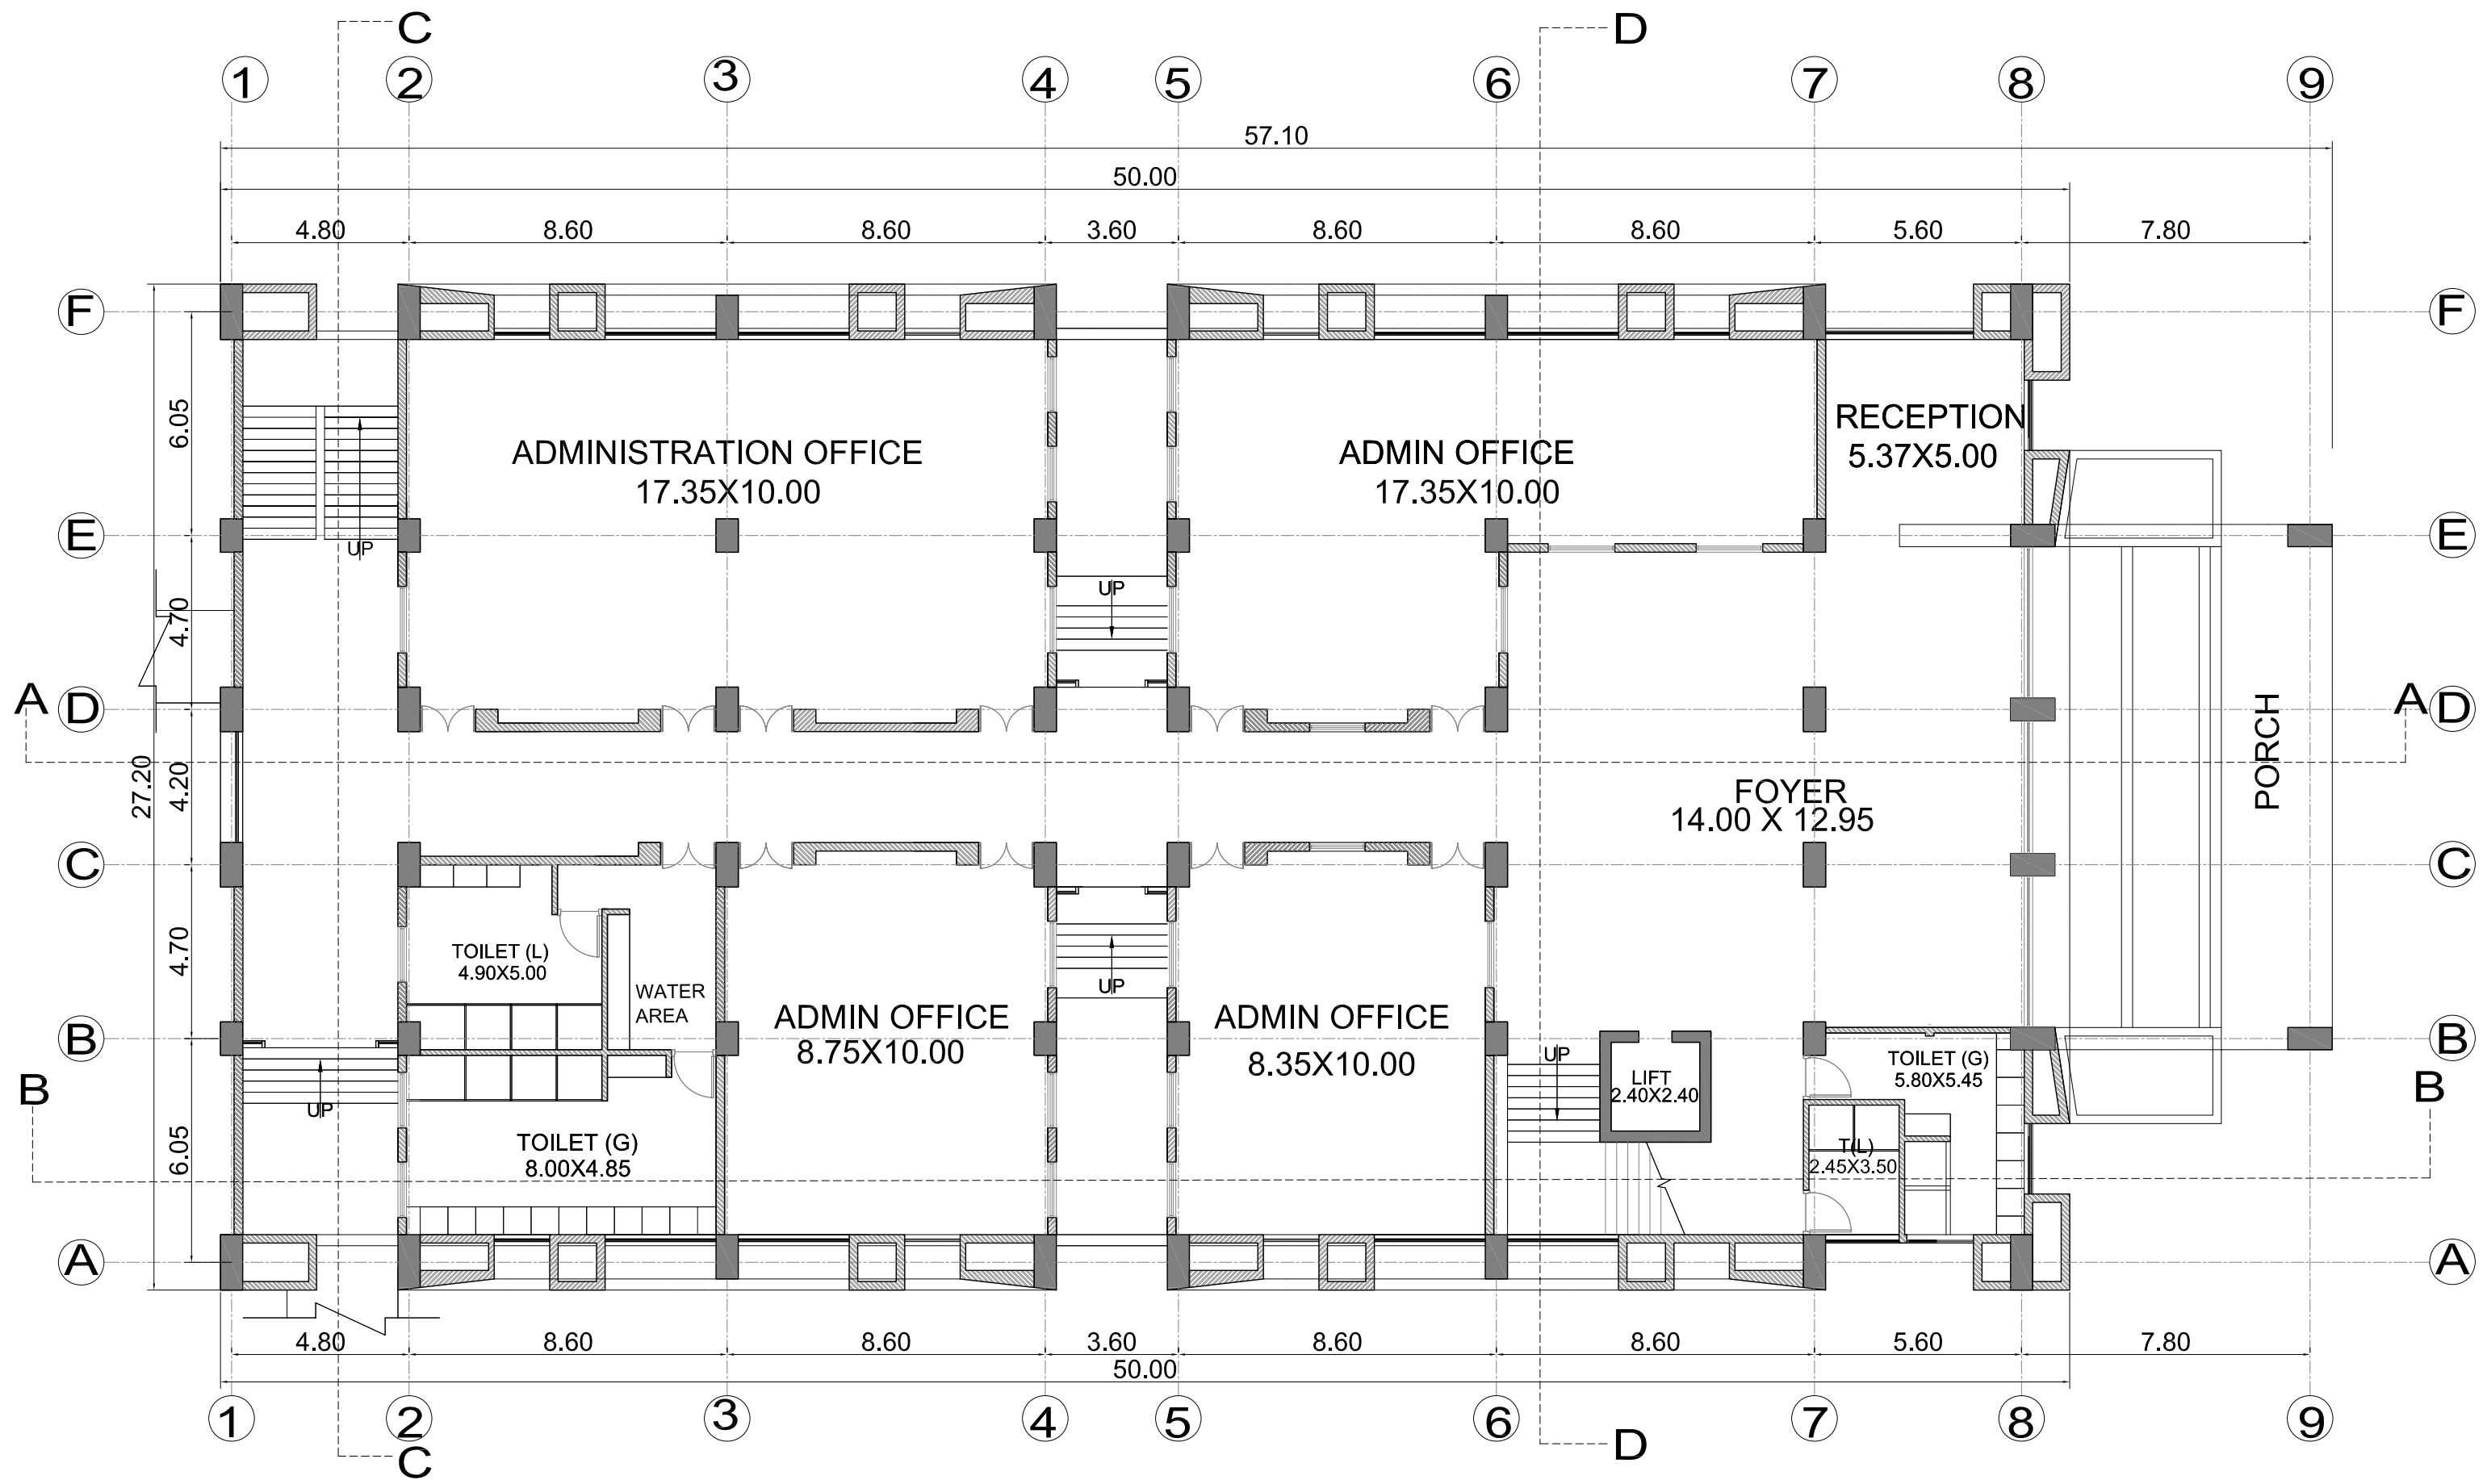 C
D
1
2
3
4
5
6
7
8
9
57.10
50.00
4.80
8.60
8.60
3.60
8.60
8.60
5.60
7.80
F
F
6.05
RECEPTION
5.37X5.00
ADMINISTRATION OFFICE
17.35X10.00
ADMIN OFFICE
17.35X10.00
E
E
UP
UP
4.70
A
D
A
D
PORCH
27.20
4.20
FOYER
14.00 X 12.95
C
C
4.70
TOILET (L)
4.90X5.00
WATER
AREA
UP
ADMIN OFFICE
8.75X10.00
ADMIN OFFICE
8.35X10.00
B
B
UP
TOILET (G)
5.80X5.45
LIFT
2.40X2.40
B
B
UP
6.05
TOILET (G)
8.00X4.85
T(L)
2.45X3.50
A
A
4.80
8.60
8.60
3.60
8.60
8.60
5.60
7.80
50.00
1
2
3
4
5
6
7
8
9
C
D